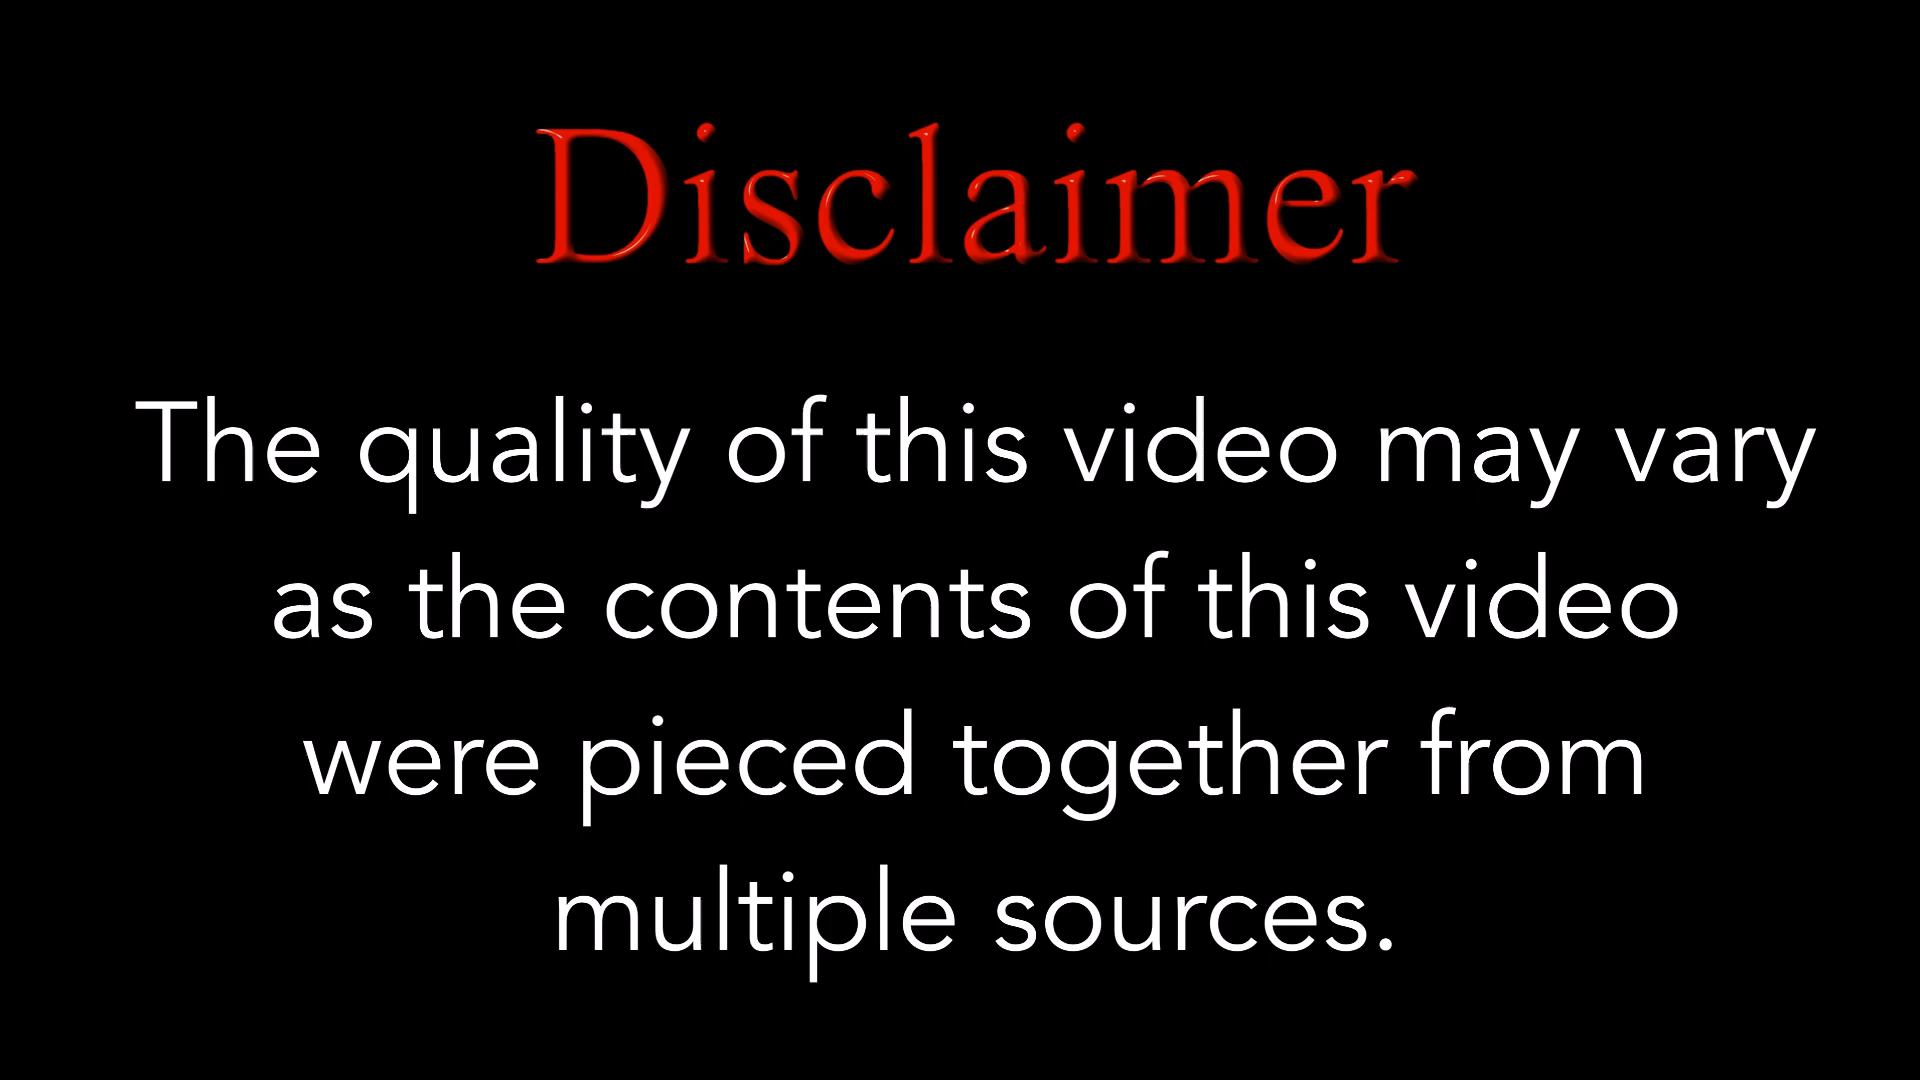 Disclaimer
The quality of this video may vary
as the contents of this video
were pieced together from
multiple sources.